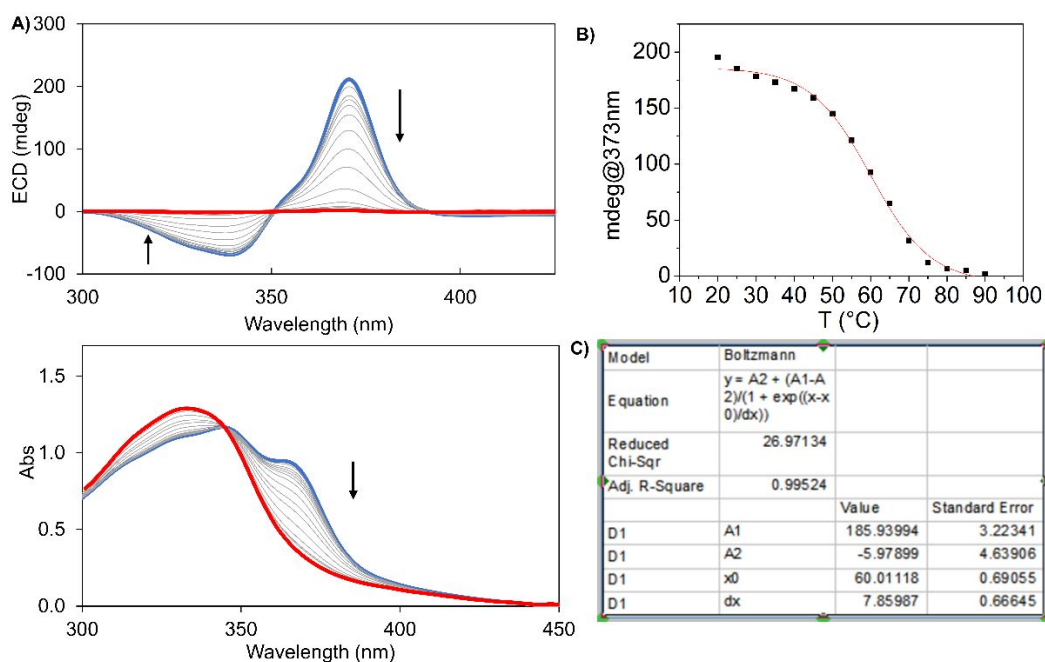 A)
300
200
100
0
-100
ECD (mdeg)
300
350
400
Wavelength (nm)
1.5
1.0
0.5
0.0
Abs
300
350
400
450
Wavelength (nm)
B)
200
150
100
50
0
mdeg@373nm
10 20 30 40 50 60 70 80 90 100
T (°C)
C)
Model Boltzmann
Equation
y = A2 + (A1-A
2)/(1 + exp((x-x
0)/dx))
Reduced
Chi-Sqr
26.97134
Adj. R-Square 0.99524
Value Standard Error
D1 A1 185.93994 3.22341
D1 A2 -5.97899 4.63906
D1 x0 60.01118 0.69055
D1 dx 7.85987 0.66645